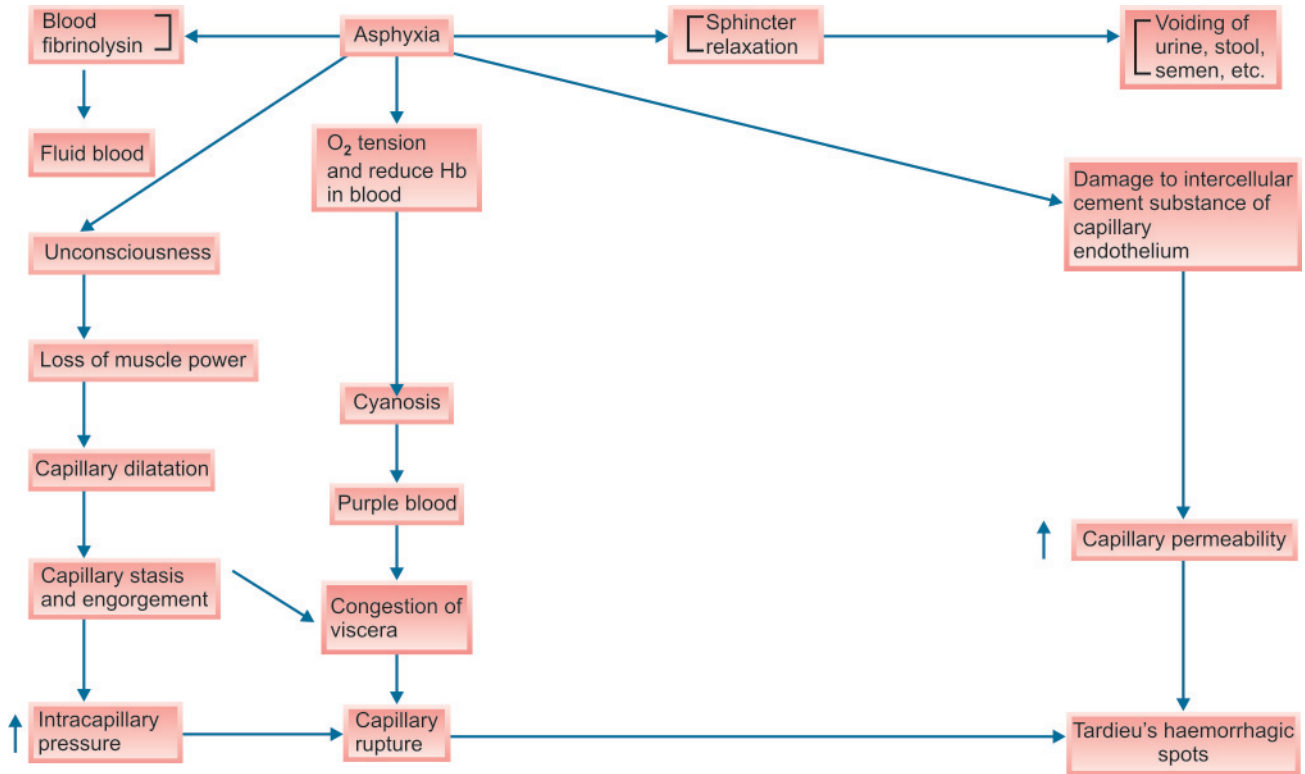 Blood
fibrinolysin
Asphyxia
Sphincter
relaxation
Voiding of
urine, stool,
semen, etc.
Fluid blood
O₂ tension
and reduce Hb
in blood
Damage to intercellular
cement substance of
capillary
endothelium
Unconsciousness
Loss of muscle power
Cyanosis
Capillary dilatation
Purple blood
Capillary permeability
Capillary stasis
and engorgement
Congestion of
viscera
Intracapillary
pressure
Capillary
rupture
Tardieu's haemorrhagic
spots